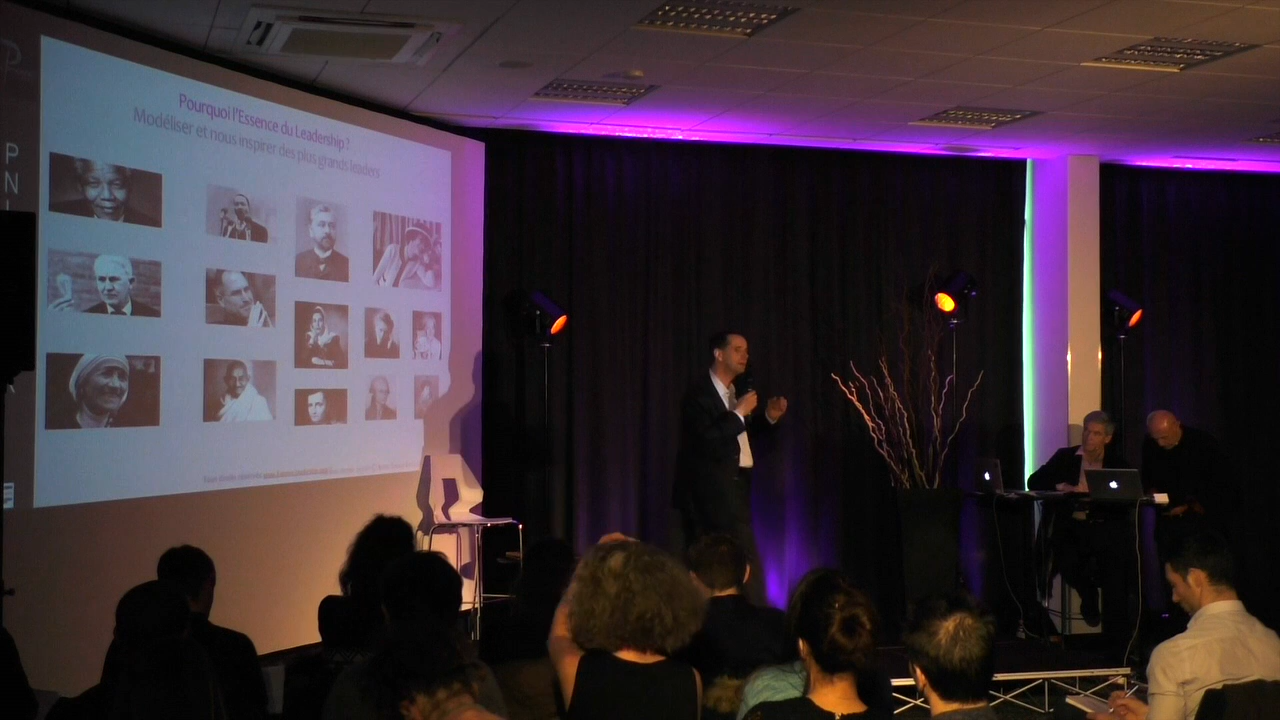 Pourquoi l'Essence du Leadership ?
Modéliser et nous inspirer des plus grands leaders
P
N